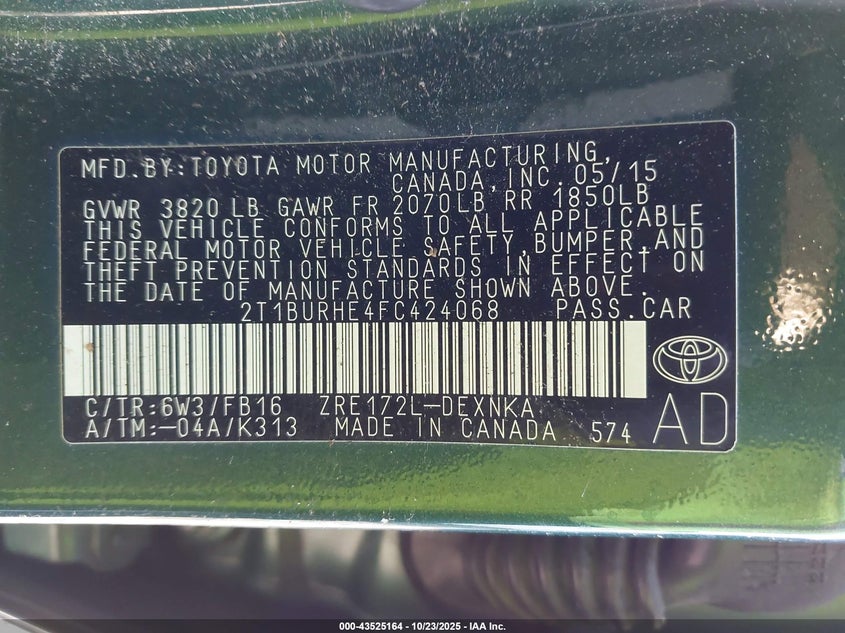 MFD.BY:TOYOTA MOTOR MANUFACTURING,
CANADA,INC. 05/15
GVWR 3820 LB GAWR FR 2070LB RR 1850LB
THIS VEHICLE CONFORMS TO ALL APPLICABLE
FEDERAL MOTOR VEHICLE SAFETY,BUMPER,AND
THEFT PREVENTION STANDARDS IN EFFECT ON
THE DATE OF MANUFACTURE SHOWN ABOVE.
2T1BURHE4FC424068 PASS.CAR
C/TR:6W3/FB16 ZRE172L-DEXNKA
A/TM:-04A/K313 MADE IN CANADA 574 AD
000-43525164 - 10/23/2025 - IAA Inc.